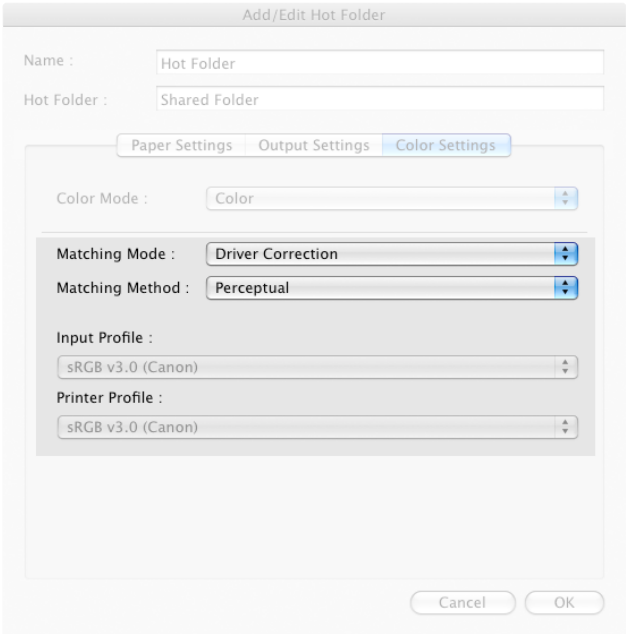 Add/Edit Hot Folder
Name : Hot Folder
Hot Folder : Shared Folder
Paper Settings Output Settings Color Settings
Color Mode : Color
Matching Mode : Driver Correction
Matching Method : Perceptual
Input Profile :
sRGB v3.0 (Canon)
Printer Profile :
sRGB v3.0 (Canon)
Cancel OK